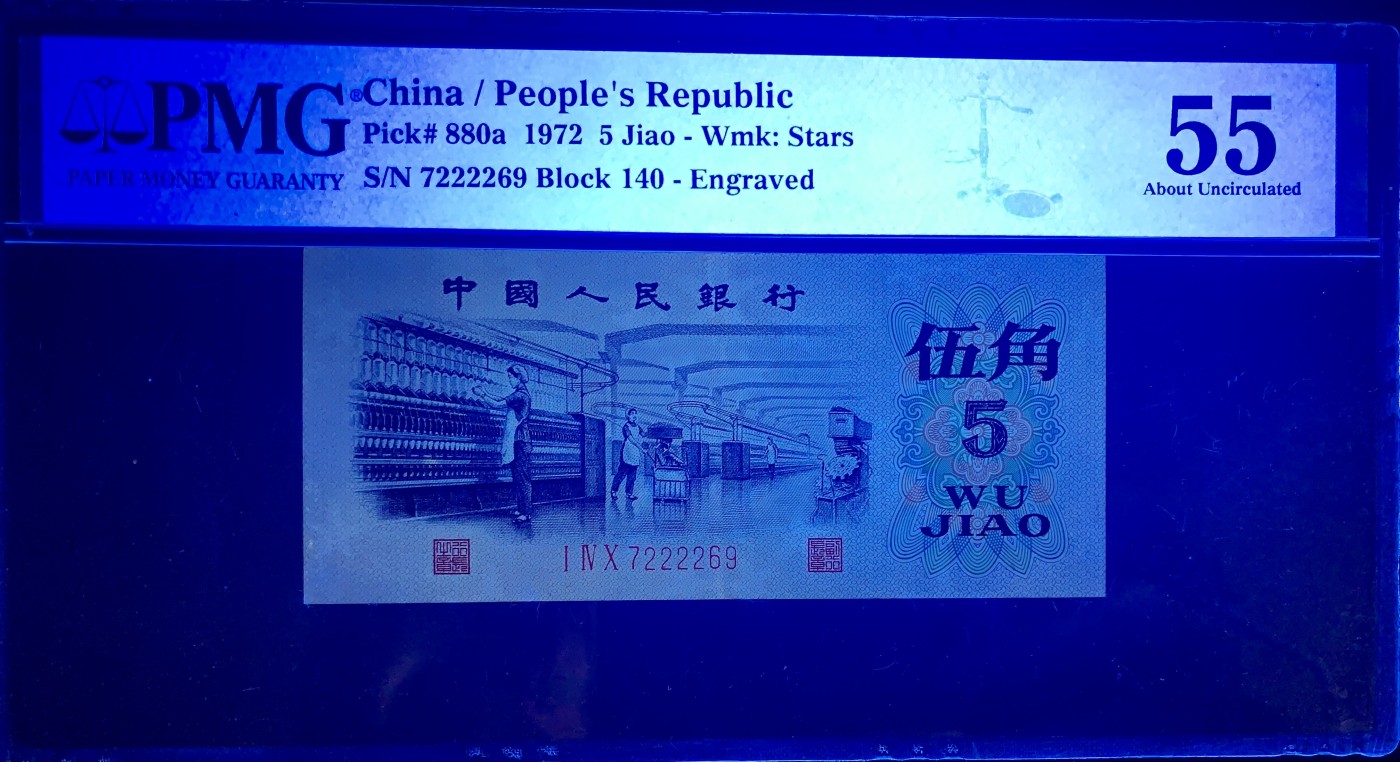 PMG®
PAPER MONEY GUARANTY
China / People's Republic
Pick# 880a 1972 5 Jiao - Wmk: Stars
S/N 7222269 Block 140 - Engraved
55
About Uncirculated
中國人民銀行
伍角
5
WU
JIAO
I Ⅳ X 7222269